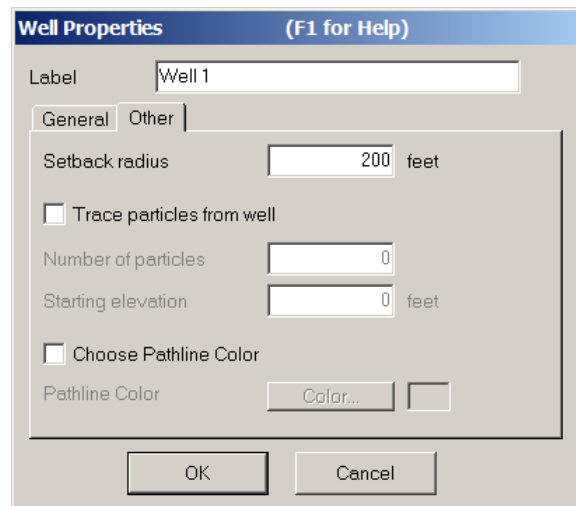 Well Properties (F1 for Help)
Label Well 1
General Other
Setback radius 200 feet
Trace particles from well
Number of particles 0
Starting elevation 0 feet
Choose Pathline Color
Pathline Color Color...
OK Cancel